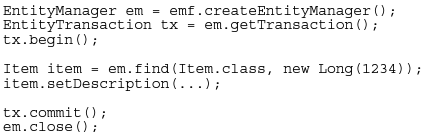 EntityManager em = emf.createEntityManager();
EntityTransaction tx = em.getTransaction();
tx.begin();
Item item = em.find(Item.class, new Long(1234));
item.setDescription(...);
tx.commit();
em.close();